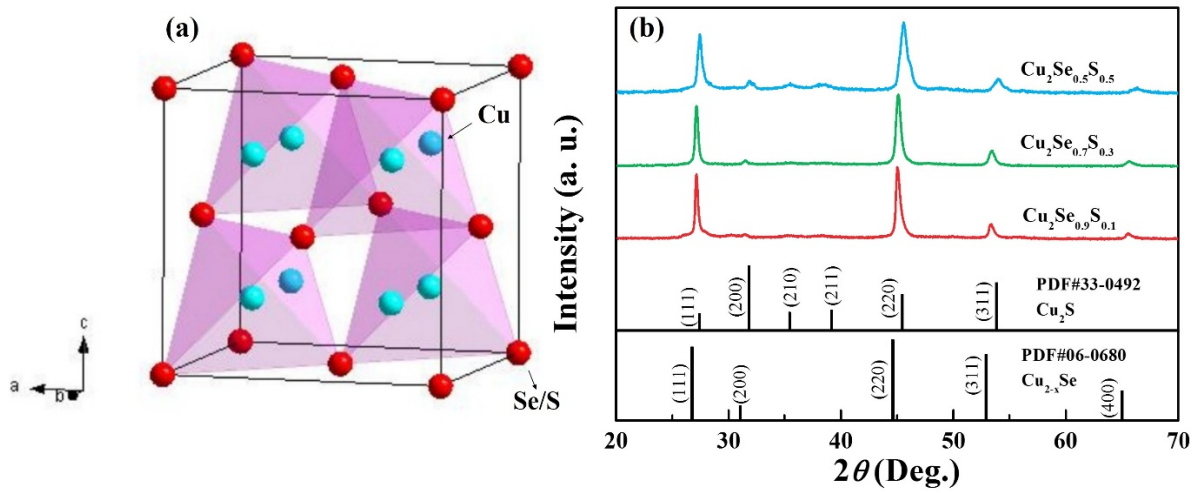 (a)
Cu
Se/S
c
a
b
(b)
Intensity (a. u.)
Cu₂Se₀.₅S₀.₅
Cu₂Se₀.₇S₀.₃
Cu₂Se₀.₉S₀.₁
(111)
(200)
(210)
(211)
(220)
(311)
PDF#33-0492
Cu₂S
(111)
(200)
(220)
(311)
(400)
PDF#06-0680
Cu₂₋ₓSe
20 30 40 50 60 70
2θ (Deg.)